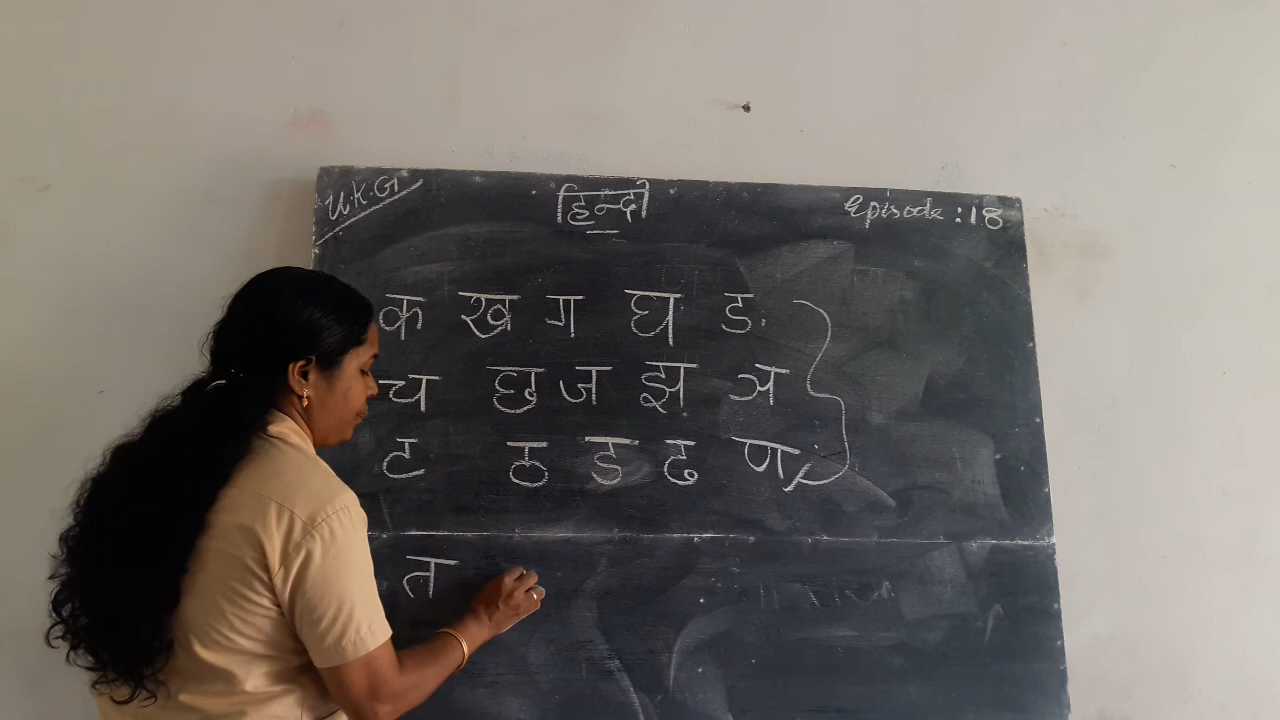 U.K.G
हिन्दी
Episode : 18
क ख ग घ ङ
च छ ज झ ञ
ट ठ ड ढ ण
त